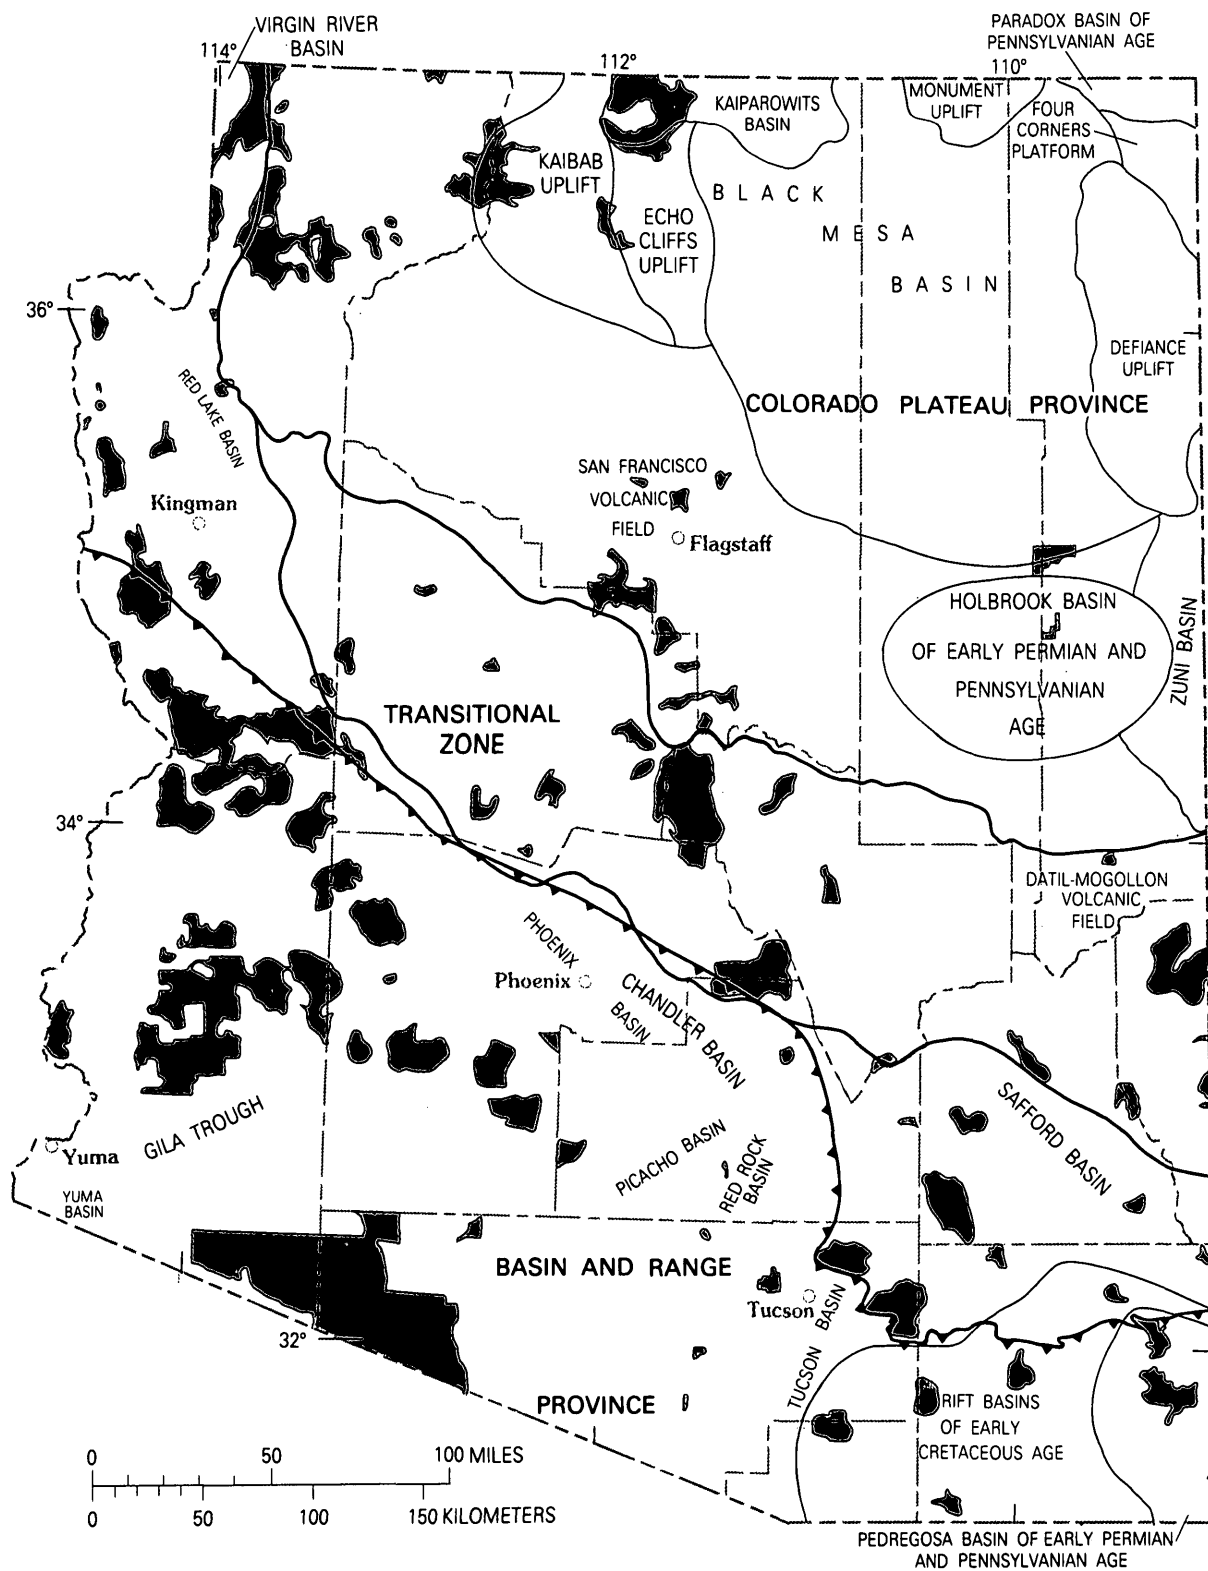 VIRGIN RIVER
BASIN
114°
112°
110°
PARADOX BASIN OF
PENNSYLVANIAN AGE
KAIPAROWITS
BASIN
MONUMENT
UPLIFT
FOUR
CORNERS
PLATFORM
KAIBAB
UPLIFT
ECHO
CLIFFS
UPLIFT
BLACK
MESA
BASIN
36°
DEFIANCE
UPLIFT
RED LAKE BASIN
COLORADO PLATEAU PROVINCE
SAN FRANCISCO
VOLCANIC
FIELD
Kingman
Flagstaff
HOLBROOK BASIN
OF EARLY PERMIAN AND
PENNSYLVANIAN
AGE
ZUNI BASIN
TRANSITIONAL
ZONE
34°
DATIL-MOGOLLON
VOLCANIC
FIELD
PHOENIX
BASIN
Phoenix
CHANDLER BASIN
SAFFORD BASIN
GILA TROUGH
Yuma
YUMA
BASIN
PICACHO BASIN
RED ROCK
BASIN
BASIN AND RANGE
PROVINCE
Tucson
TUCSON BASIN
32°
RIFT BASINS
OF EARLY
CRETACEOUS AGE
0 50 100 MILES
0 50 100 150 KILOMETERS
PEDREGOSA BASIN OF EARLY PERMIAN
AND PENNSYLVANIAN AGE